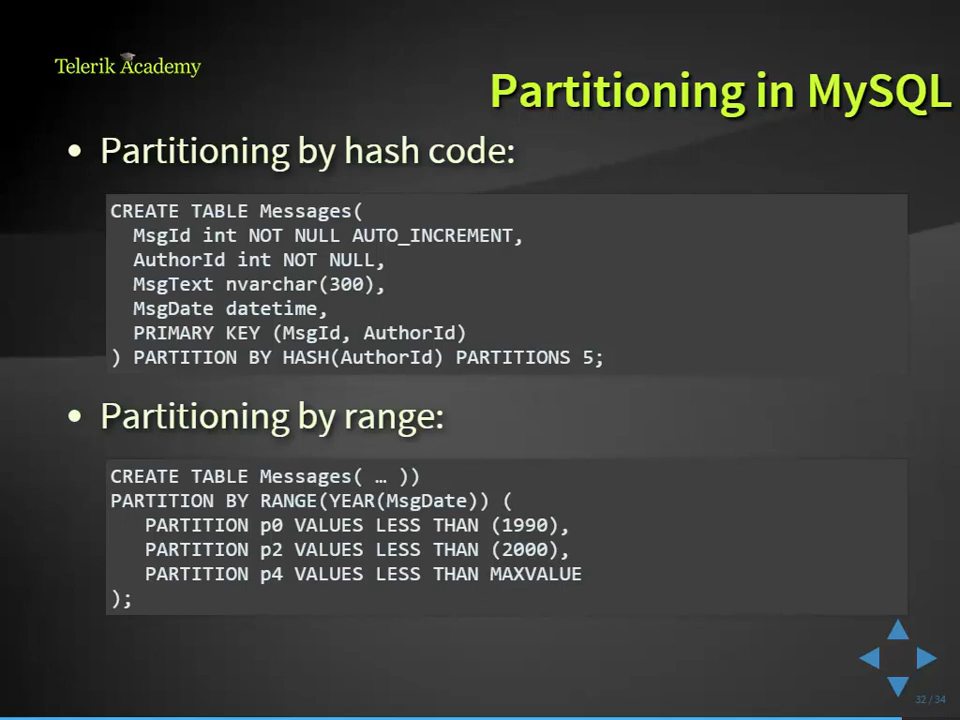 Telerik Academy
Partitioning in MySQL
• Partitioning by hash code:
CREATE TABLE Messages(
MsgId int NOT NULL AUTO_INCREMENT,
AuthorId int NOT NULL,
MsgText nvarchar(300),
MsgDate datetime,
PRIMARY KEY (MsgId, AuthorId)
) PARTITION BY HASH(AuthorId) PARTITIONS 5;
• Partitioning by range:
CREATE TABLE Messages( … ))
PARTITION BY RANGE(YEAR(MsgDate)) (
PARTITION p0 VALUES LESS THAN (1990),
PARTITION p2 VALUES LESS THAN (2000),
PARTITION p4 VALUES LESS THAN MAXVALUE
);
32 / 34